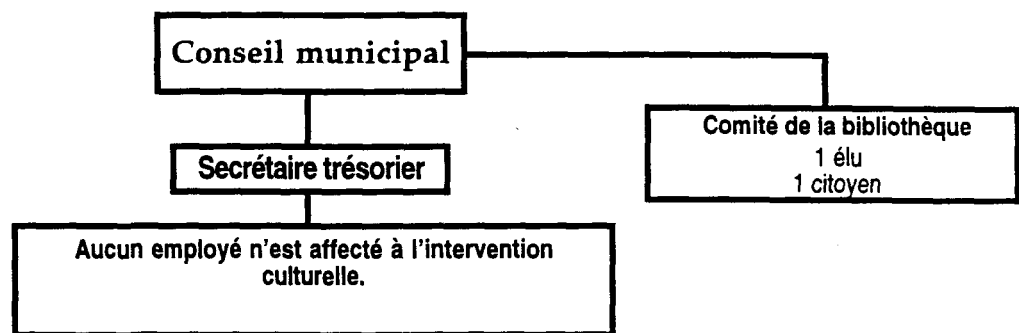 Conseil municipal
Comité de la bibliothèque
1 élu
1 citoyen
Secrétaire trésorier
Aucun employé n'est affecté à l'intervention
culturelle.